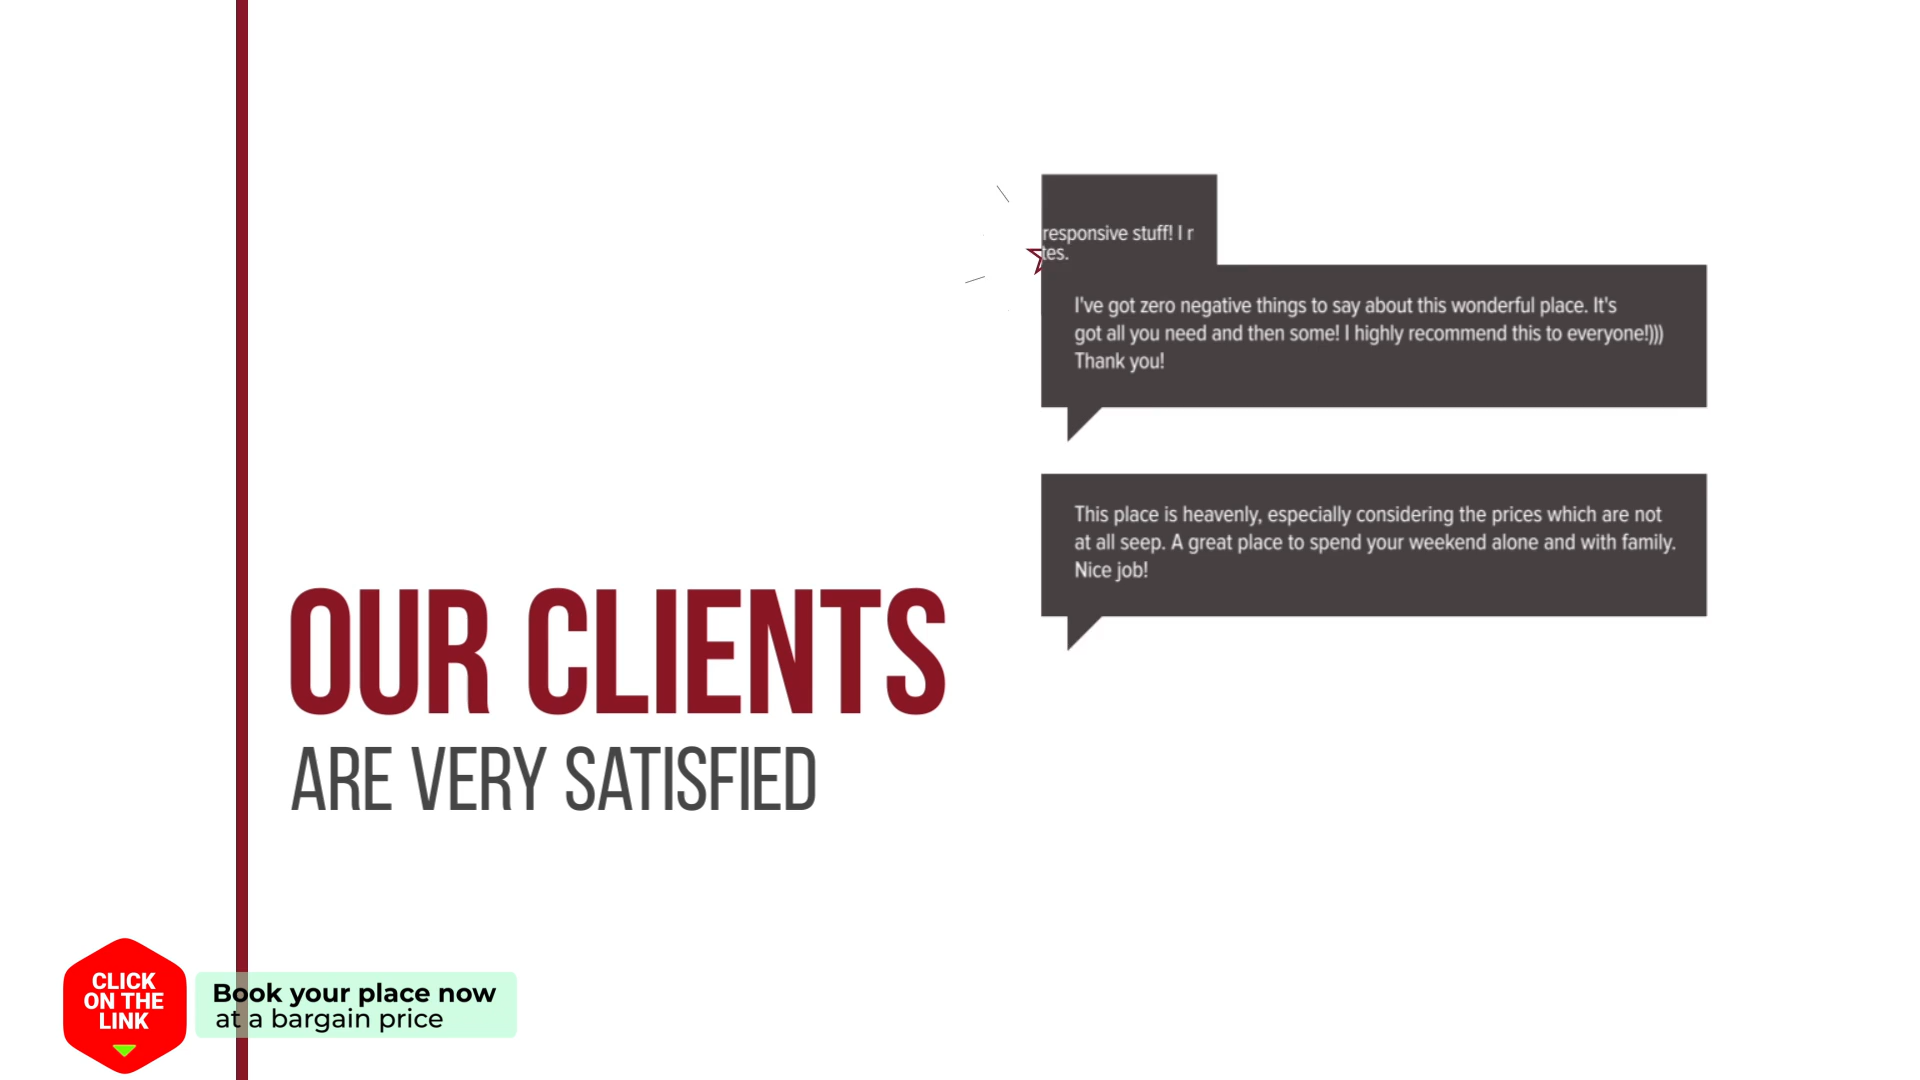 responsive stuff! I r
tes.
I've got zero negative things to say about this wonderful place. It's
got all you need and then some! I highly recommend this to everyone!)))
Thank you!
This place is heavenly, especially considering the prices which are not
at all seep. A great place to spend your weekend alone and with family.
Nice job!
OUR CLIENTS
ARE VERY SATISFIED
CLICK
ON THE
LINK
Book your place now
at a bargain price